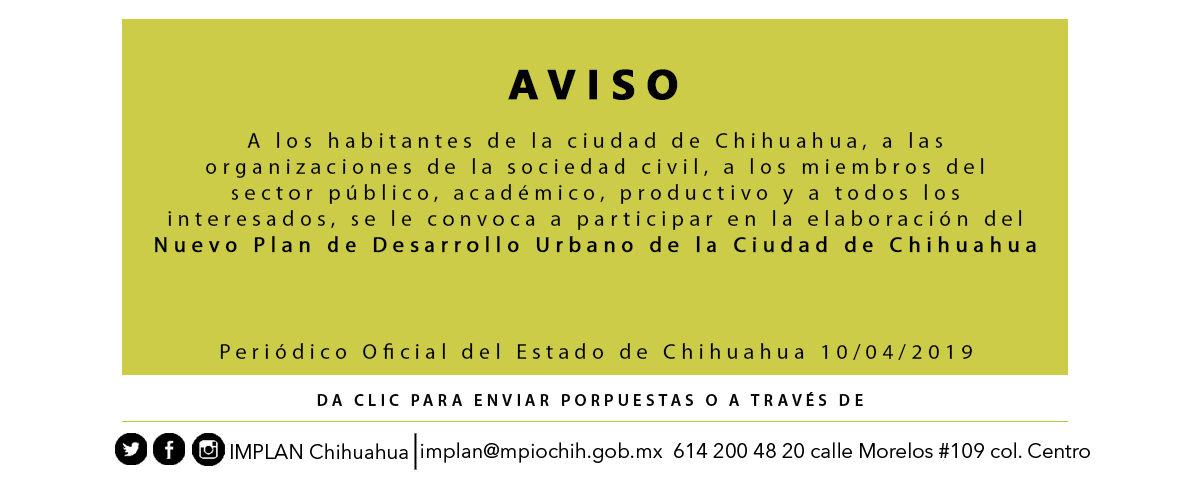 AVISO
A los habitantes de la ciudad de Chihuahua, a las
organizaciones de la sociedad civil, a los miembros del
sector público, académico, productivo y a todos los
interesados, se le convoca a participar en la elaboración del
Nuevo Plan de Desarrollo Urbano de la Ciudad de Chihuahua
Periódico Oficial del Estado de Chihuahua 10/04/2019
DA CLIC PARA ENVIAR PORPUESTAS O A TRAVÉS DE
IMPLAN Chihuahua implan@mpiochih.gob.mx 614 200 48 20 calle Morelos #109 col. Centro